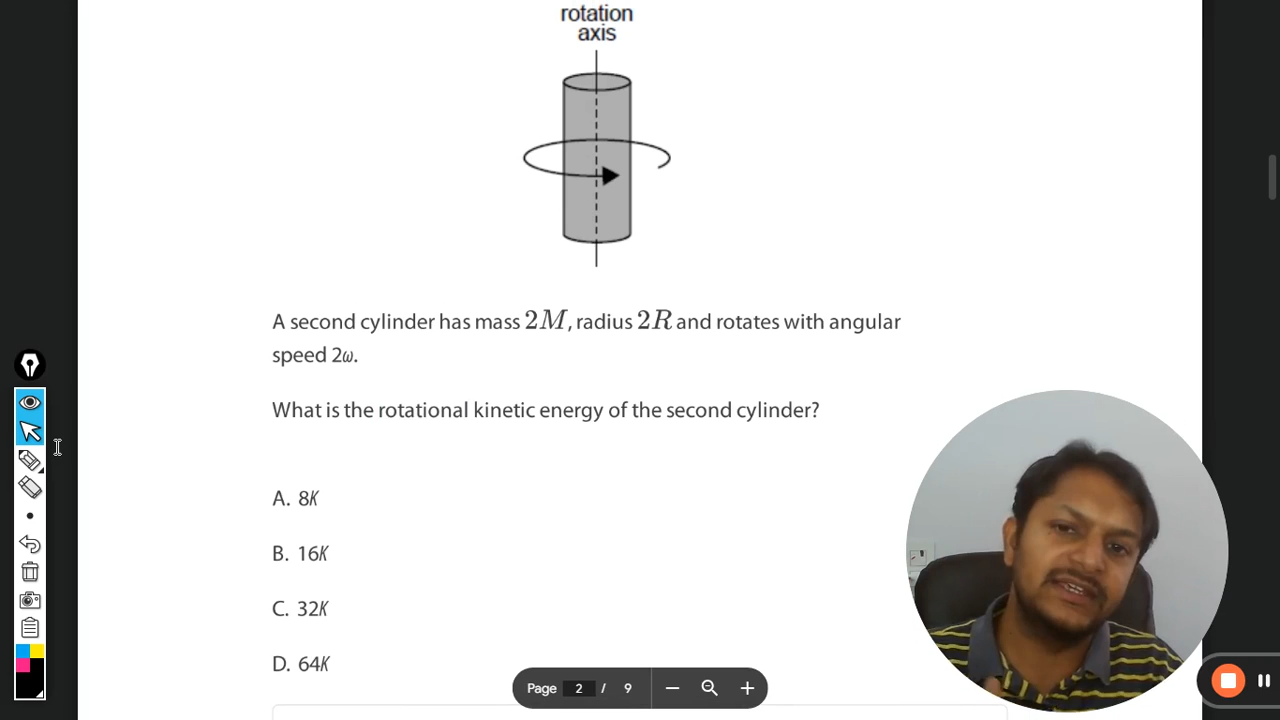 rotation
axis
A second cylinder has mass 2M, radius 2R and rotates with angular
speed 2ω.
What is the rotational kinetic energy of the second cylinder?
A. 8K
B. 16K
C. 32K
D. 64K
Page 2 / 9